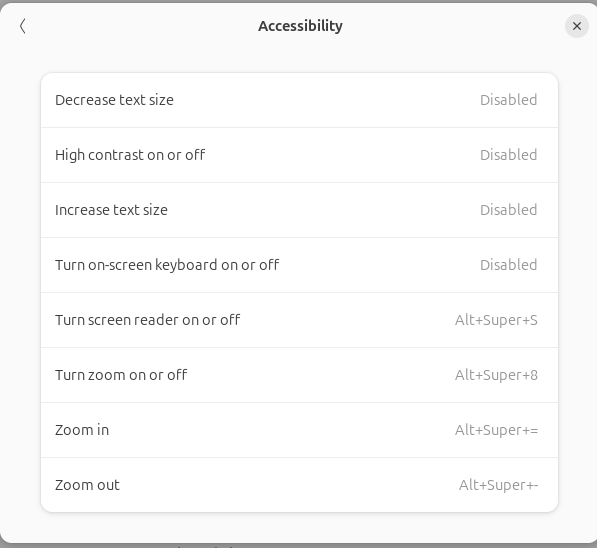 Accessibility
Decrease text size Disabled
High contrast on or off Disabled
Increase text size Disabled
Turn on-screen keyboard on or off Disabled
Turn screen reader on or off Alt+Super+S
Turn zoom on or off Alt+Super+8
Zoom in Alt+Super+=
Zoom out Alt+Super+-